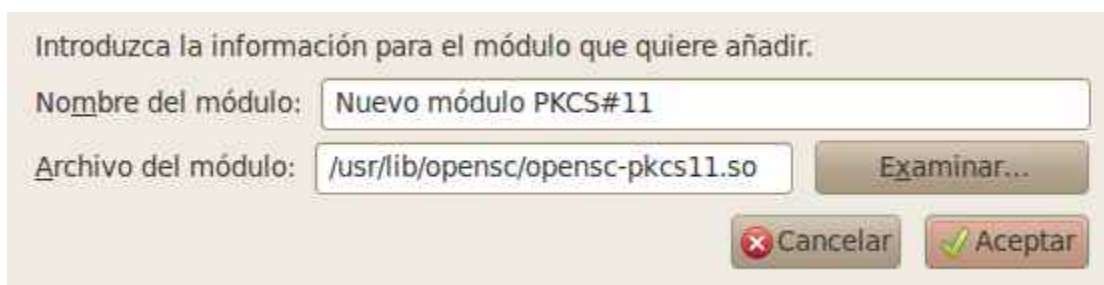 Introduzca la información para el módulo que quiere añadir.
Nombre del módulo: Nuevo módulo PKCS#11
Archivo del módulo: /usr/lib/opensc/opensc-pkcs11.so Examinar...
Cancelar Aceptar